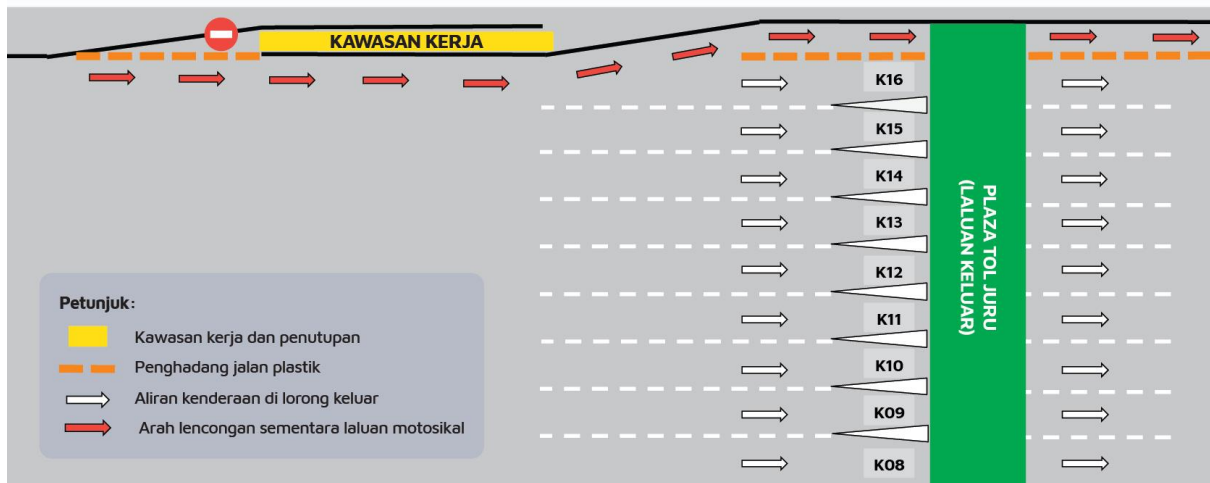 KAWASAN KERJA
K16
K15
K14
K13
K12
K11
K10
K09
K08
PLAZA TOL JURU
(LALUAN KELUAR)
Petunjuk:
Kawasan kerja dan penutupan
Penghadang jalan plastik
Aliran kenderaan di lorong keluar
Arah lencongan sementara laluan motosikal